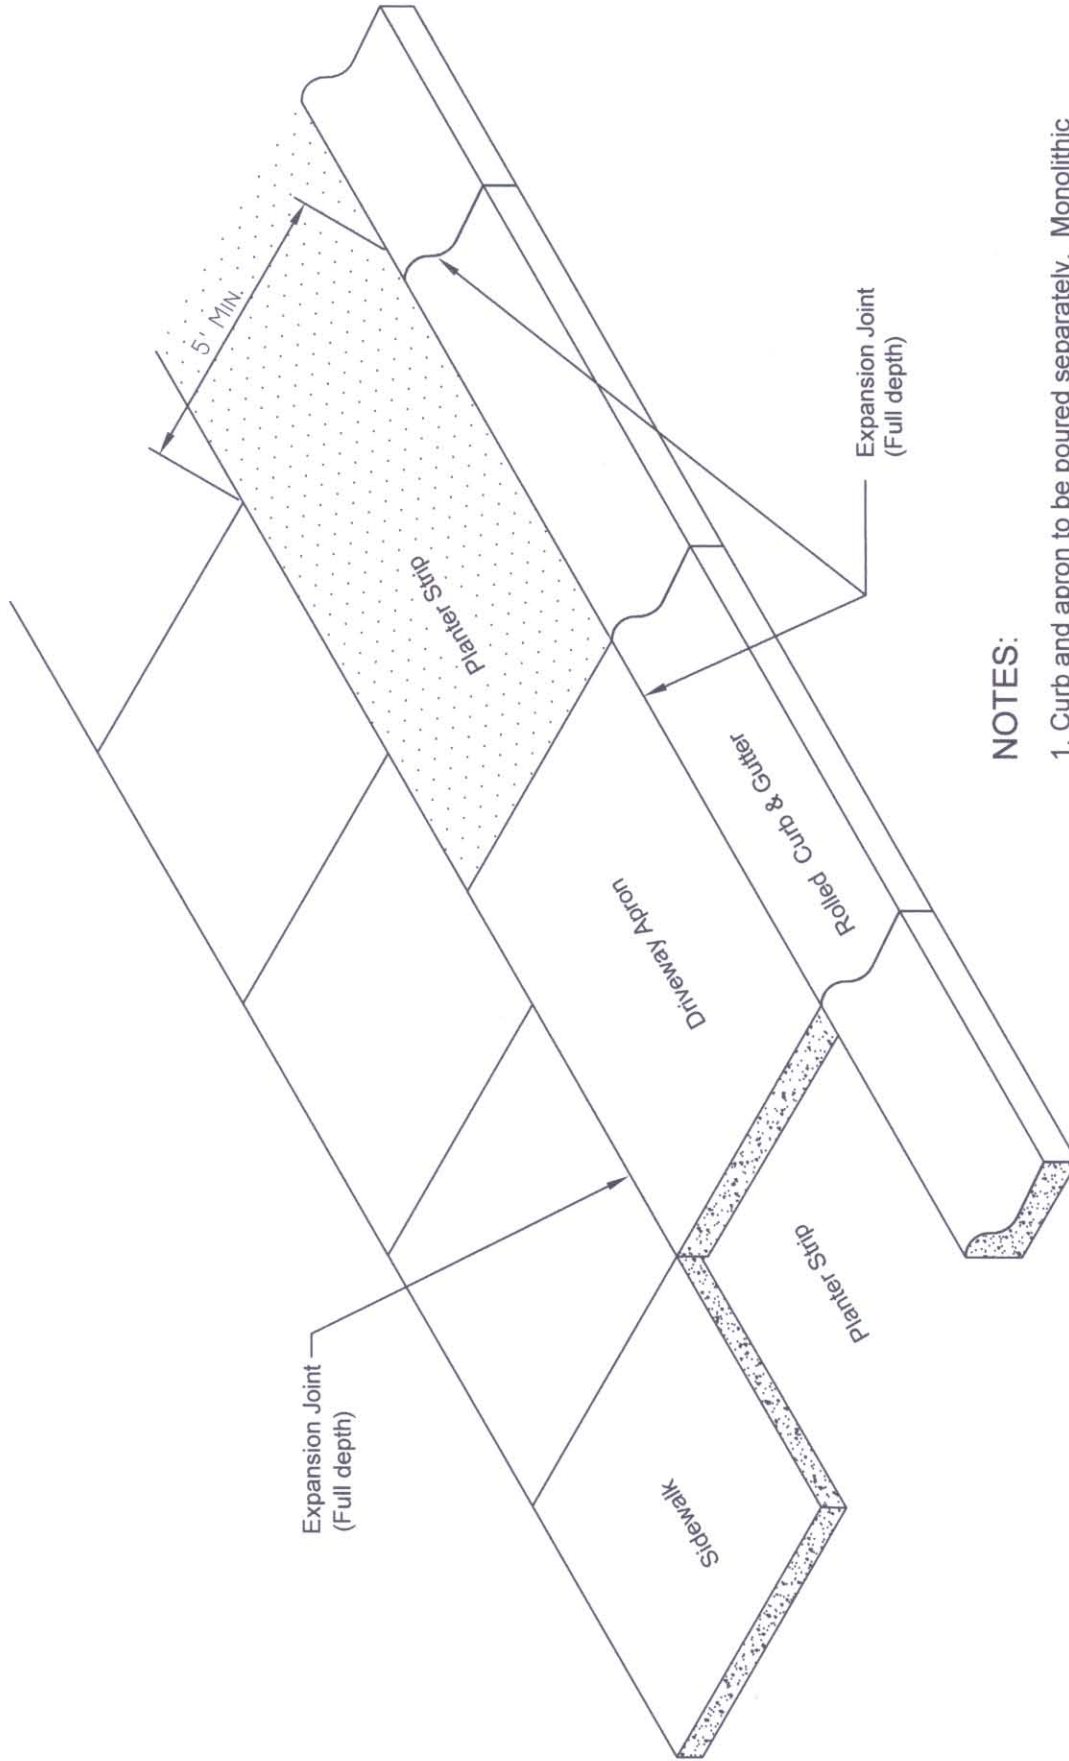 Expansion Joint
(Full depth)
5' MIN.
Planter Strip
Driveway Apron
Sidewalk
Planter Strip
Rolled Curb & Gutter
Expansion Joint
(Full depth)
NOTES:
1. Curb and apron to be poured separately. Monolithic